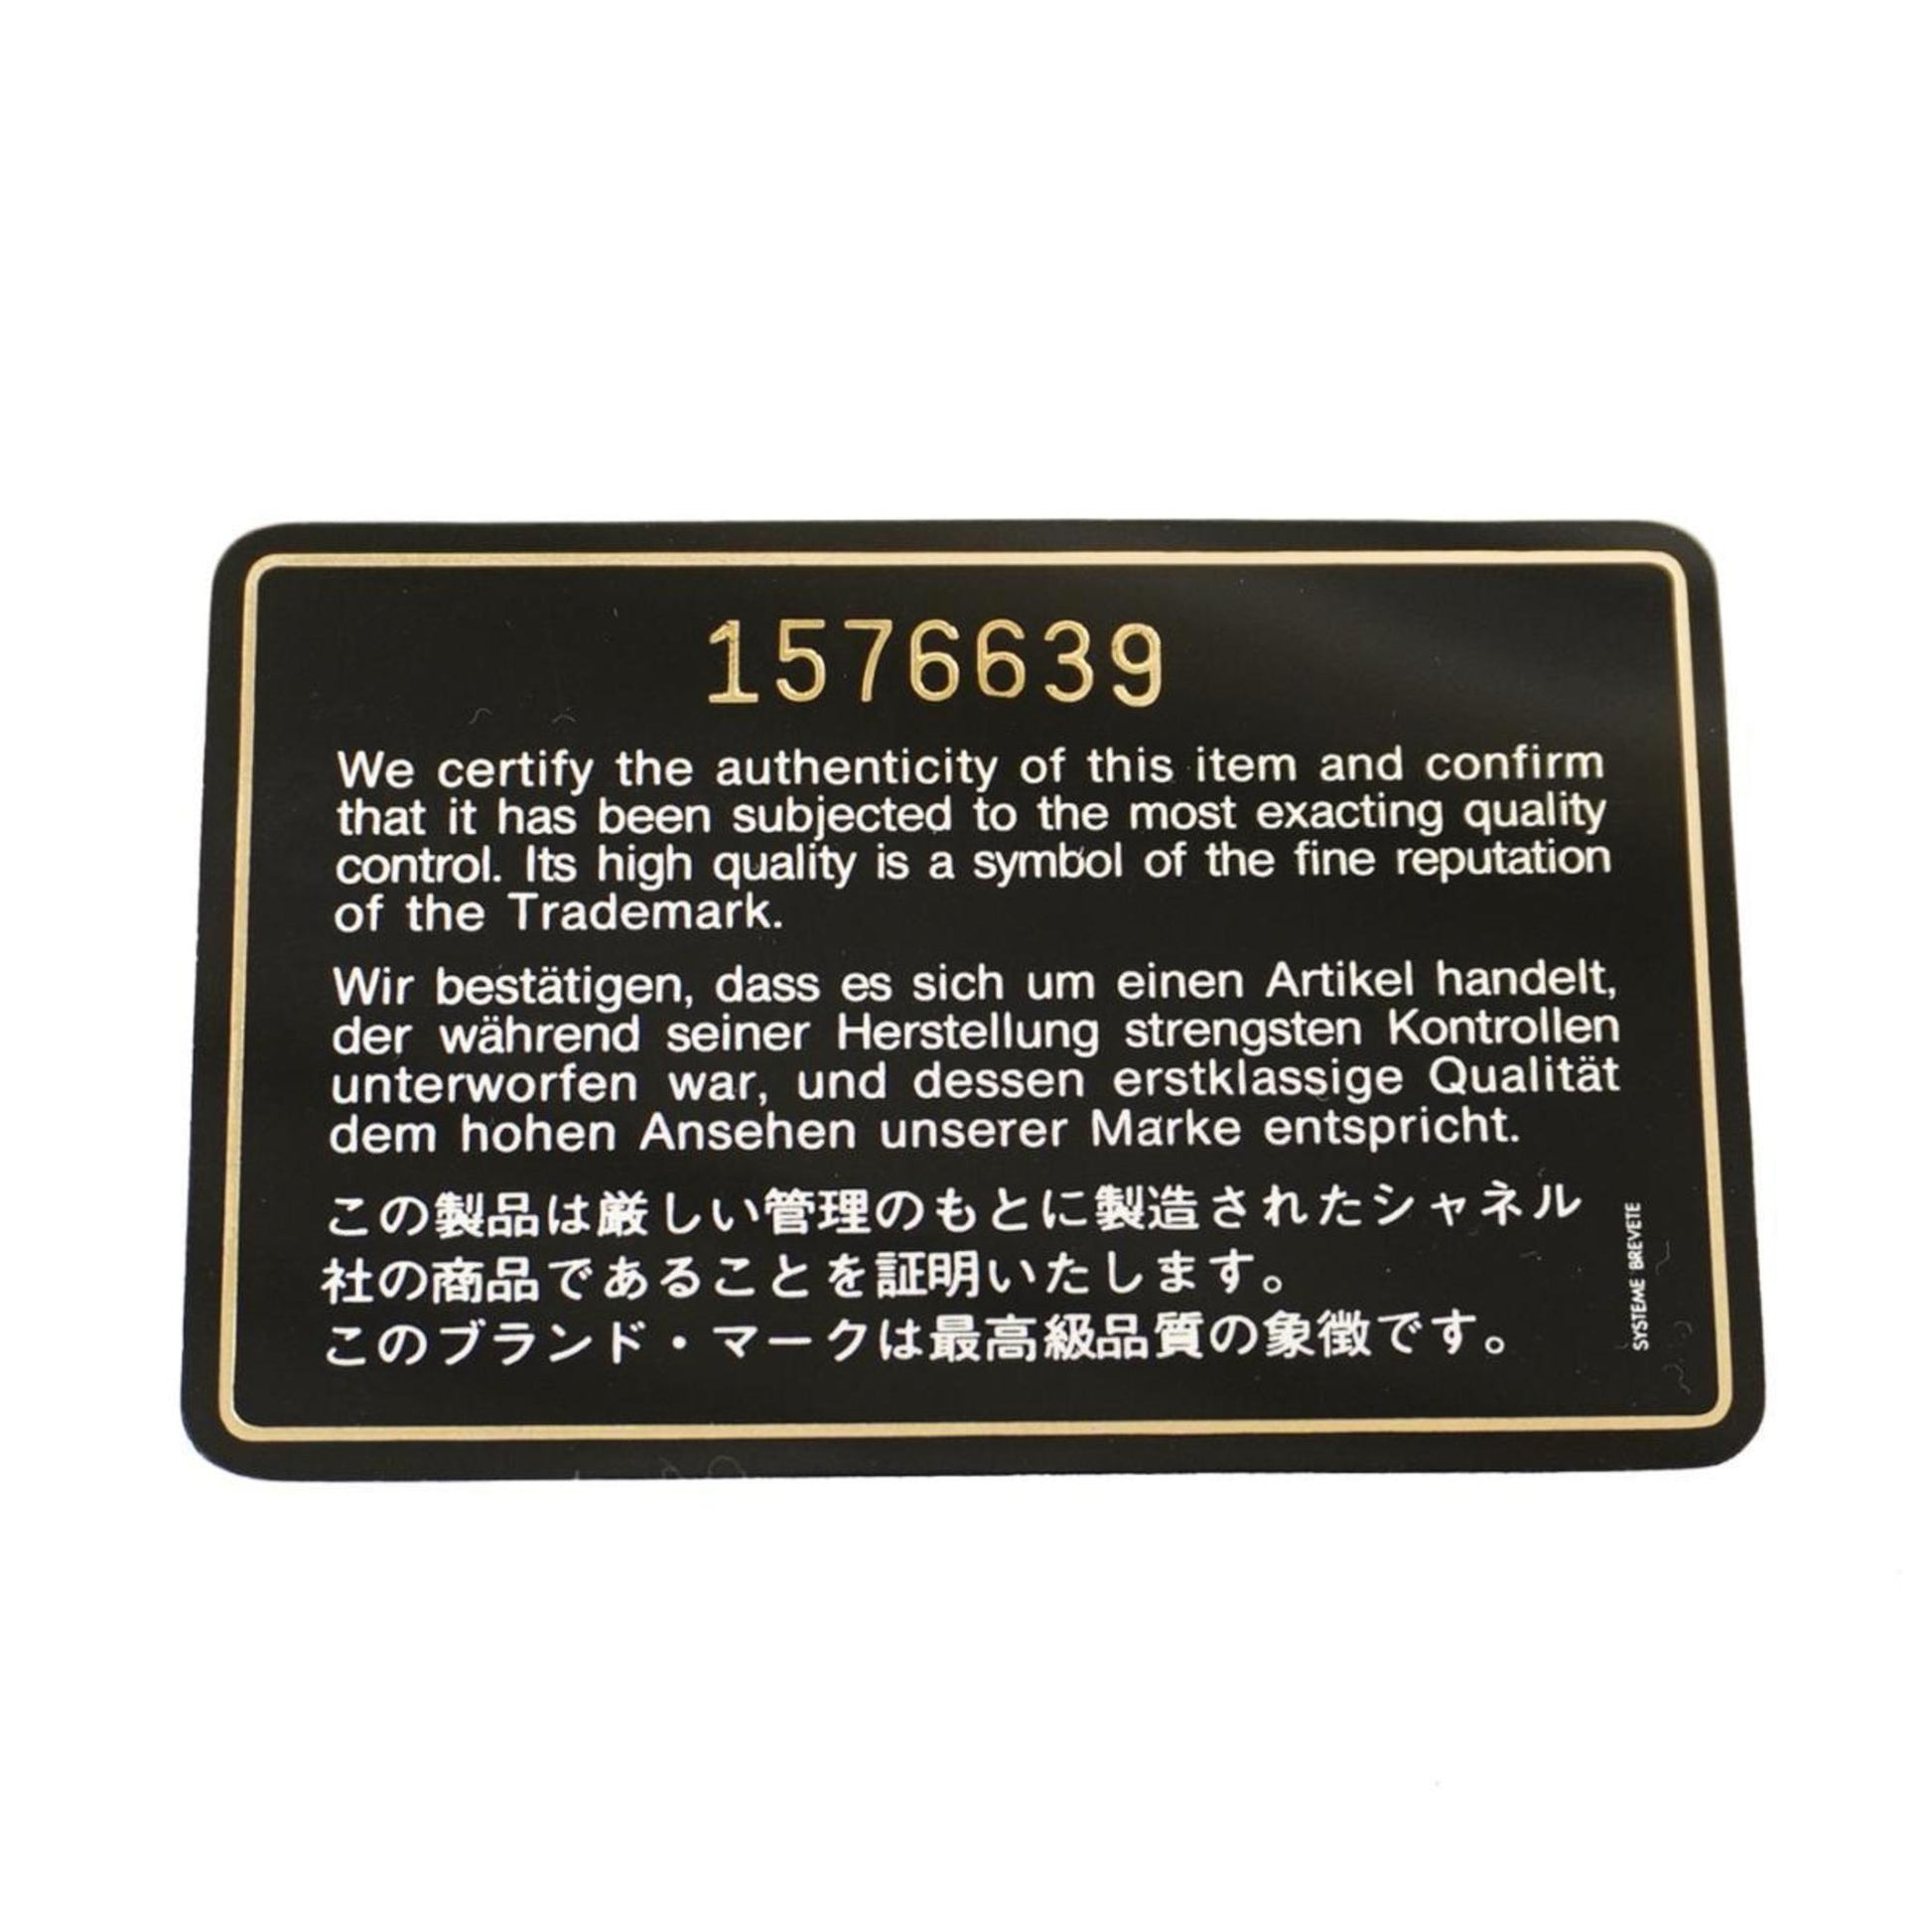 1576639
We certify the authenticity of this item and confirm
that it has been subjected to the most exacting quality
control. Its high quality is a symbol of the fine reputation
of the Trademark.
Wir bestätigen, dass es sich um einen Artikel handelt,
der während seiner Herstellung strengsten Kontrollen
unterworfen war, und dessen erstklassige Qualität
dem hohen Ansehen unserer Marke entspricht.
この製品は厳しい管理のもとに製造されたシャネル
社の商品であることを証明いたします。
このブランド・マークは最高級品質の象徴です。
SYSTEME BREVETE